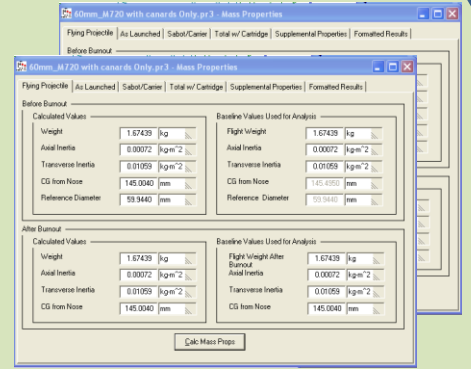 60mm_M720 with canards Only.pr3 - Mass Properties
Flying Projectile | As Launched | Sabot/Carrier | Total w/ Cartridge | Supplemental Properties | Formatted Results
Before Burnout
60mm_M720 with canards Only.pr3 - Mass Properties
Flying Projectile | As Launched | Sabot/Carrier | Total w/ Cartridge | Supplemental Properties | Formatted Results
Before Burnout
Calculated Values Baseline Values Used for Analysis
Weight 1.67439 kg Flight Weight 1.67439 kg
Axial Inertia 0.00072 kg-m^2 Axial Inertia 0.00072 kg-m^2
Transverse Inertia 0.01059 kg-m^2 Transverse Inertia 0.01059 kg-m^2
CG from Nose 145.0040 mm CG from Nose 145.4950 mm
Reference Diameter 59.9440 mm Reference Diameter 59.9440 mm
After Burnout
Calculated Values Baseline Values Used for Analysis
Weight 1.67439 kg Flight Weight After 1.67439 kg
Burnout
Axial Inertia 0.00072 kg-m^2 Axial Inertia 0.00072 kg-m^2
Transverse Inertia 0.01059 kg-m^2 Transverse Inertia 0.01059 kg-m^2
CG from Nose 145.0040 mm CG from Nose 145.0040 mm
Calc Mass Props